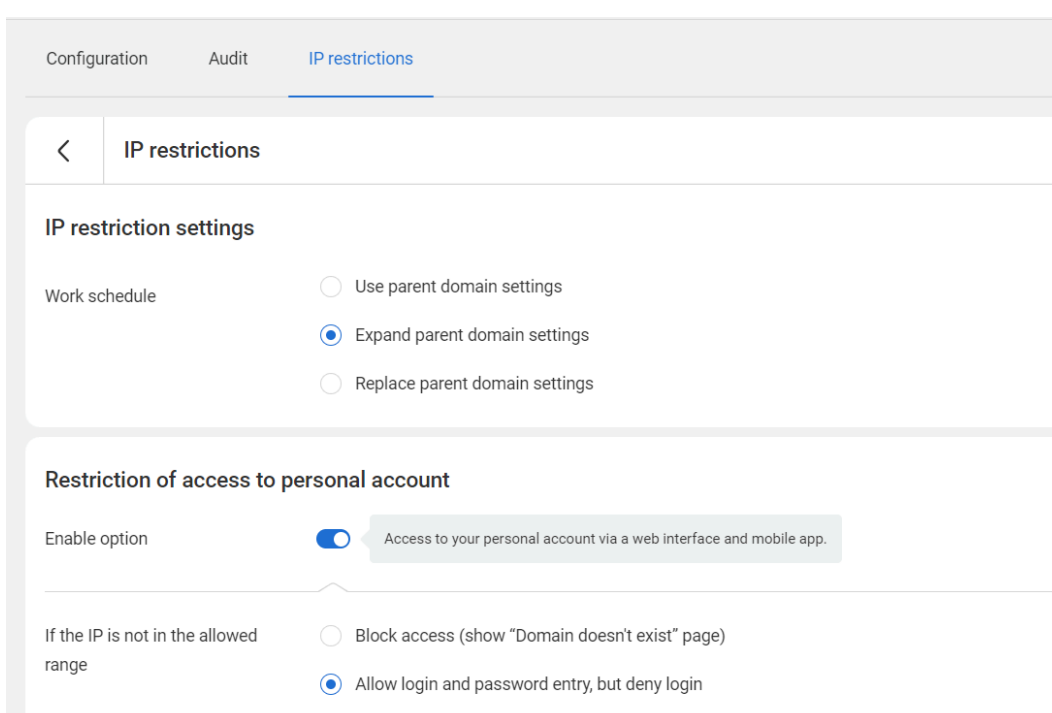 Configuration Audit IP restrictions
IP restrictions
IP restriction settings
Work schedule
Use parent domain settings
Expand parent domain settings
Replace parent domain settings
Restriction of access to personal account
Enable option
Access to your personal account via a web interface and mobile app.
If the IP is not in the allowed
range
Block access (show “Domain doesn't exist” page)
Allow login and password entry, but deny login